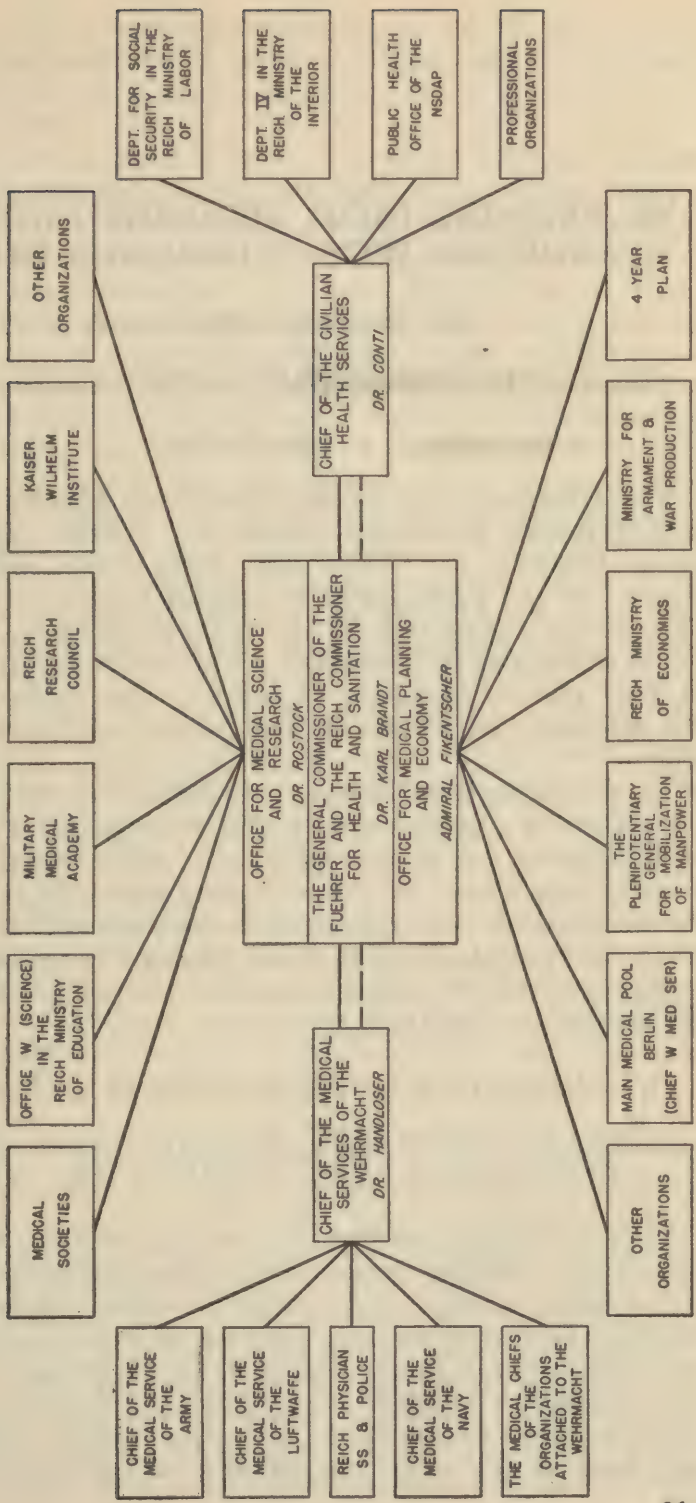 MEDICAL
SOCIETIES
OFFICE W (SCIENCE)
IN THE
REICH MINISTRY
OF EDUCATION
MILITARY
MEDICAL
ACADEMY
REICH
RESEARCH
COUNCIL
KAISER
WILHELM
INSTITUTE
OTHER
ORGANIZATIONS
CHIEF OF THE
MEDICAL SERVICE
OF THE
ARMY
CHIEF OF THE
MEDICAL SERVICE
OF THE
LUFTWAFFE
REICH PHYSICIAN
SS & POLICE
CHIEF OF THE
MEDICAL SERVICE
OF THE
NAVY
THE MEDICAL CHIEFS
OF THE
ORGANIZATIONS
ATTACHED TO THE
WEHRMACHT
CHIEF OF THE MEDICAL
SERVICES OF THE
WEHRMACHT
DR. HANDLOSER
OFFICE FOR MEDICAL SCIENCE
AND RESEARCH
DR. ROSTOCK
THE GENERAL COMMISSIONER OF THE
FUEHRER AND THE REICH COMMISSIONER
FOR HEALTH AND SANITATION
DR. KARL BRANDT
OFFICE FOR MEDICAL PLANNING
AND ECONOMY
ADMIRAL FIKENTSCHER
CHIEF OF THE CIVILIAN
HEALTH SERVICES
DR. CONTI
DEPT. FOR SOCIAL
SECURITY IN THE
REICH MINISTRY
OF LABOR
DEPT. IV IN THE
REICH MINISTRY
OF THE
INTERIOR
PUBLIC HEALTH
OFFICE OF THE
NSDAP
PROFESSIONAL
ORGANIZATIONS
OTHER
ORGANIZATIONS
MAIN MEDICAL POOL
BERLIN
(CHIEF W MED SER)
THE
PLENIPOTENTIARY
GENERAL
FOR MOBILIZATION
OF MANPOWER
REICH MINISTRY
OF ECONOMICS
MINISTRY FOR
ARMAMENT &
WAR PRODUCTION
4 YEAR
PLAN